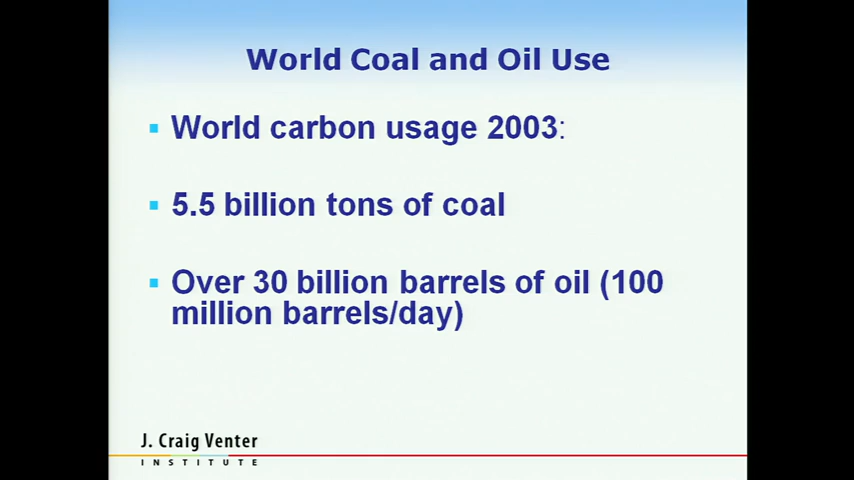 World Coal and Oil Use
World carbon usage 2003:
5.5 billion tons of coal
Over 30 billion barrels of oil (100
million barrels/day)
J. Craig Venter
INSTITUTE